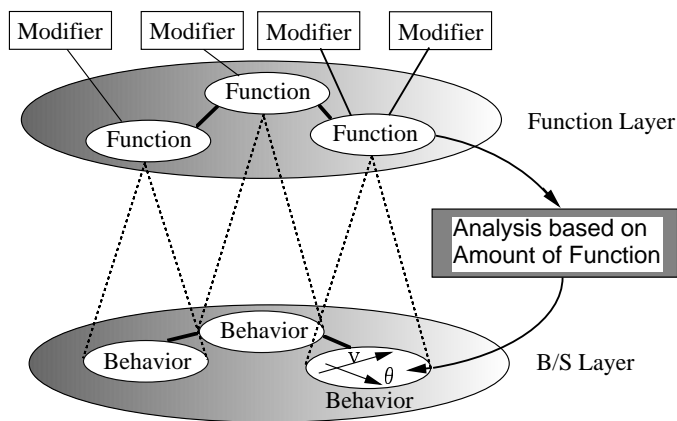 Modifier
Modifier
Modifier
Modifier
Function
Function
Function
Function Layer
Analysis based on
Amount of Function
Behavior
Behavior
v
θ
Behavior
B/S Layer